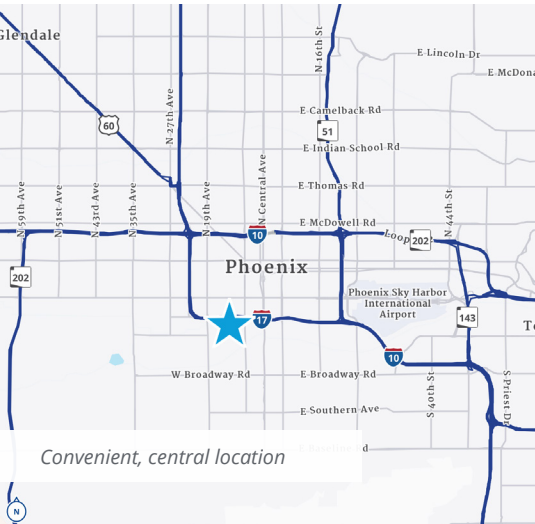 Glendale
N 16th St
E Lincoln Dr
N 27th Ave
60
E Camelback Rd
51
E Indian School Rd
N 59th Ave
N 51st Ave
N 43rd Ave
N 35th Ave
N 19th Ave
N Central Ave
E Thomas Rd
N 44th St
E McDowell Rd
10
Loop
202
Phoenix
202
Phoenix Sky Harbor
International
Airport
17
143
10
W Broadway Rd
E Broadway Rd
S 40th St
S Priest Dr
E Southern Ave
Convenient, central location
N